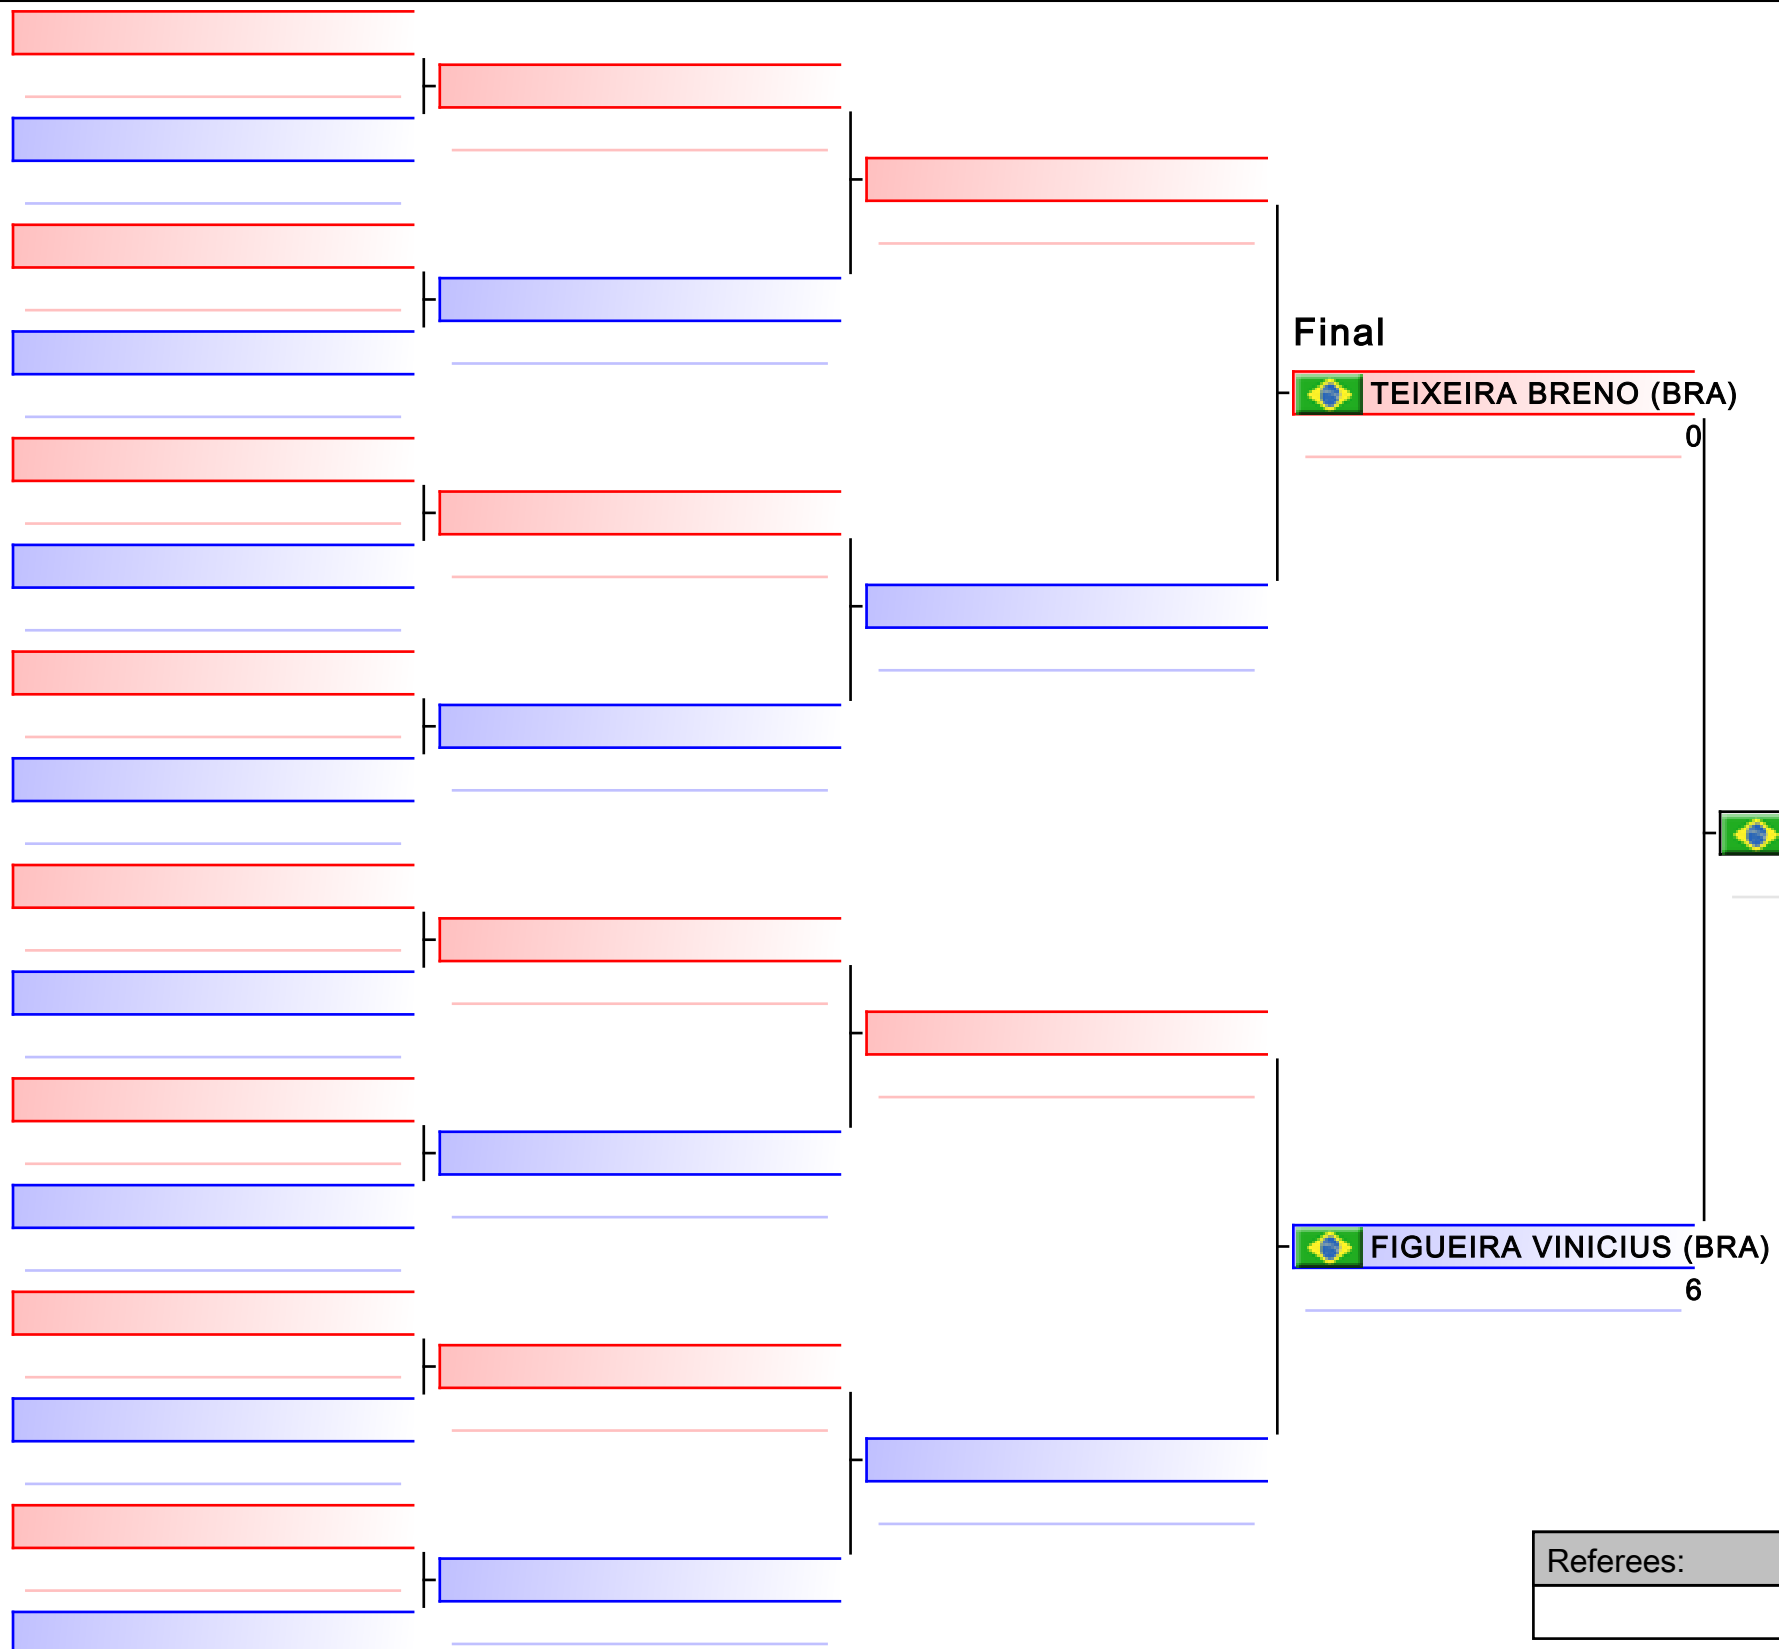 Final
TEIXEIRA BRENO (BRA)
0
FIGUEIRA VINICIUS (BRA)
6
Referees: